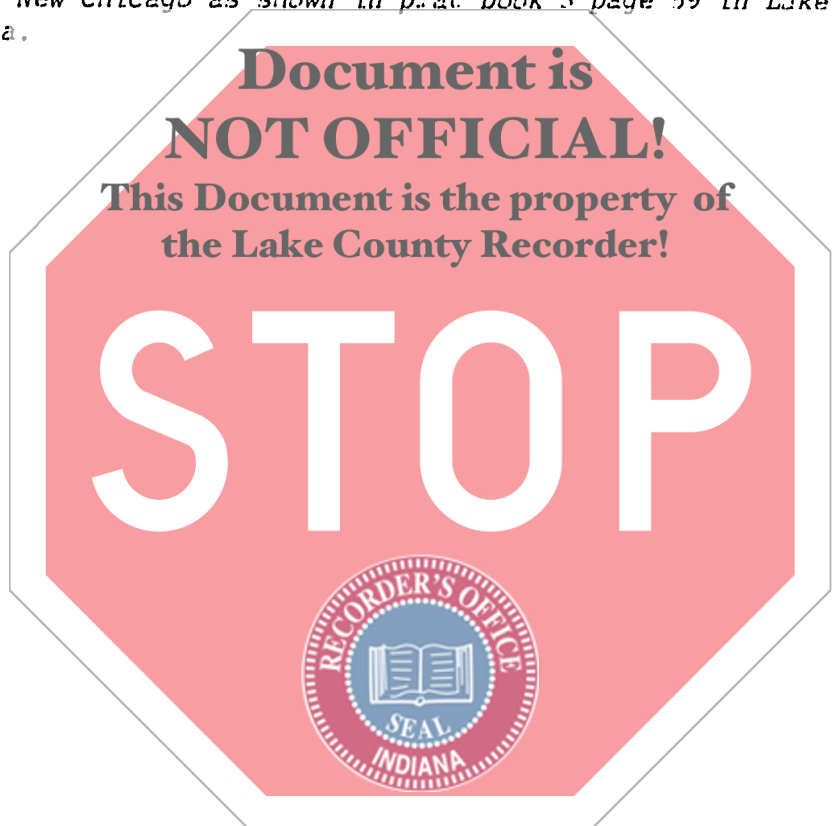 New Chicago as shown in plat book 5 page 59 in Lake
a.
Document is
NOT OFFICIAL!
This Document is the property of
the Lake County Recorder!
STOP
RECORDER'S OFFICE
SEAL
INDIANA